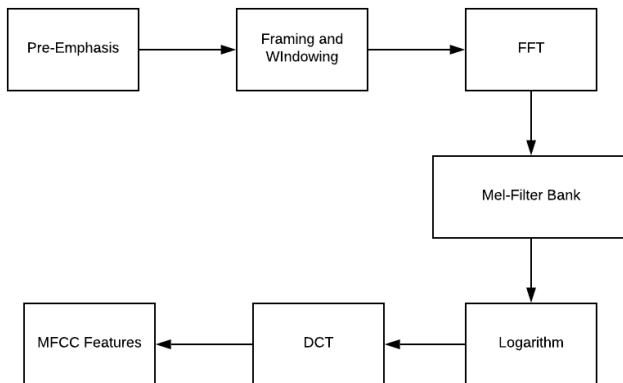 Pre-Emphasis
Framing and
WIndowing
FFT
Mel-Filter Bank
Logarithm
DCT
MFCC Features